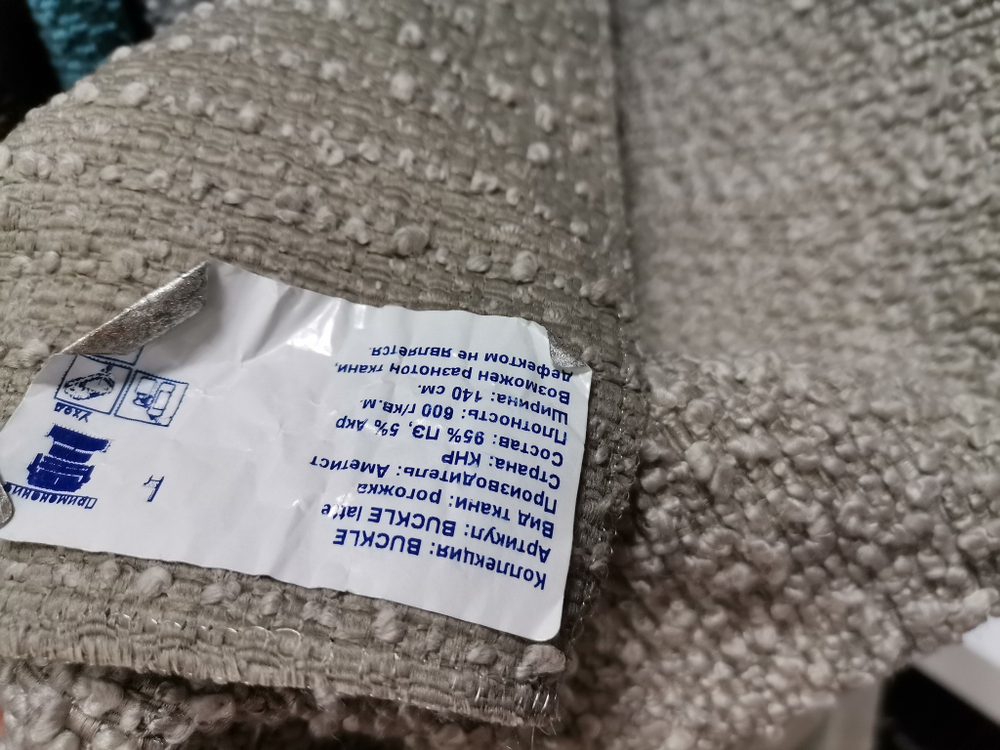 Коллекция: BUCKLE
Артикул: BUCKLE latte
Вид ткани: рогожка
Производитель: Аметист
Страна: КНР
Состав: 95% ПЭ, 5% акр
Плотность: 600 г/кв.м.
Ширина: 140 см.
Возможен разнотон ткани,
дефектом не является.
Применение
Уход